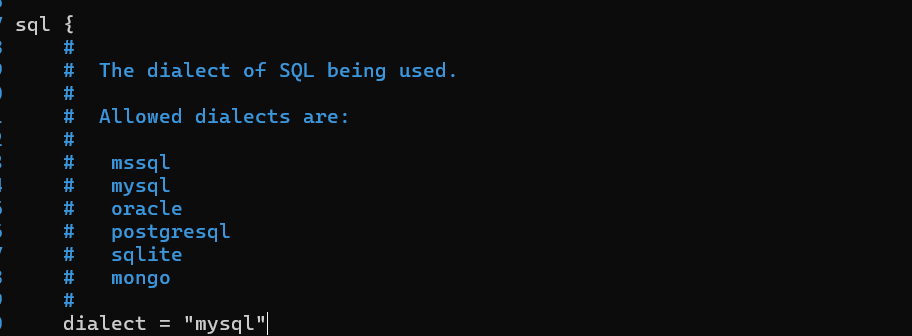 sql {
#
# The dialect of SQL being used.
#
# Allowed dialects are:
#
# mssql
# mysql
# oracle
# postgresql
# sqlite
# mongo
#
dialect = "mysql"